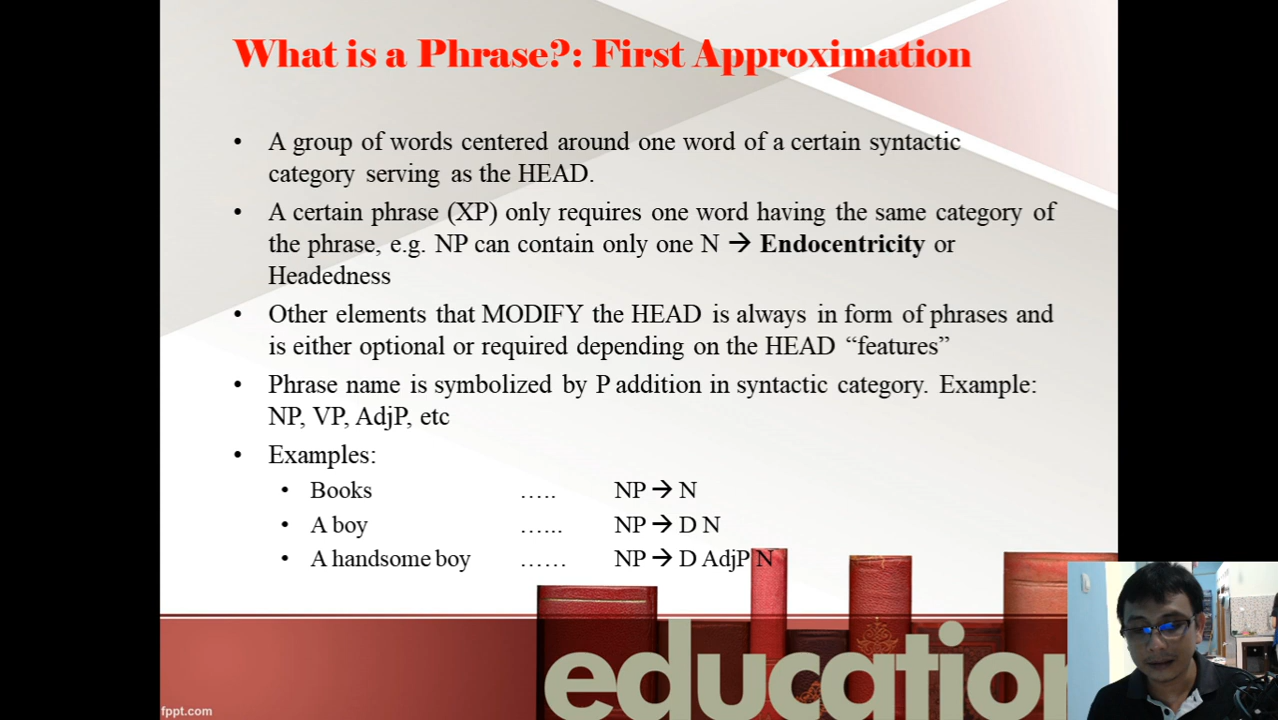 What is a Phrase?: First Approximation
• A group of words centered around one word of a certain syntactic
category serving as the HEAD.
• A certain phrase (XP) only requires one word having the same category of
the phrase, e.g. NP can contain only one N → Endocentricity or
Headedness
• Other elements that MODIFY the HEAD is always in form of phrases and
is either optional or required depending on the HEAD “features”
• Phrase name is symbolized by P addition in syntactic category. Example:
NP, VP, AdjP, etc
• Examples:
• Books ….. NP → N
• A boy …... NP → D N
• A handsome boy …… NP → D AdjP N
education
fppt.com